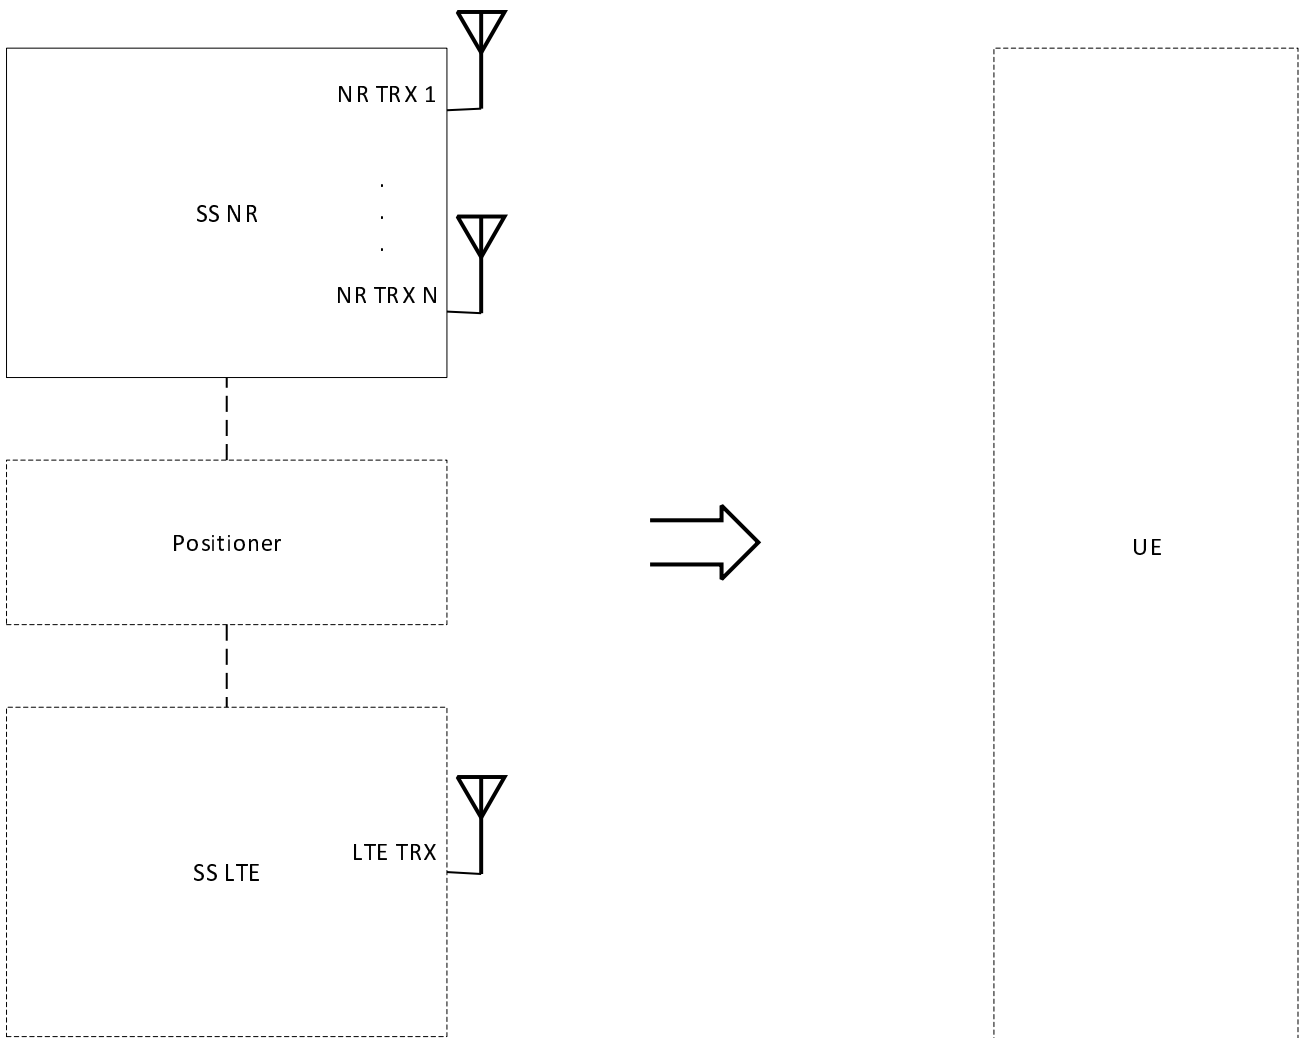 NR TRX 1
.
SS NR
.
.
NR TRX N
Positioner
UE
LTE TRX
SS LTE